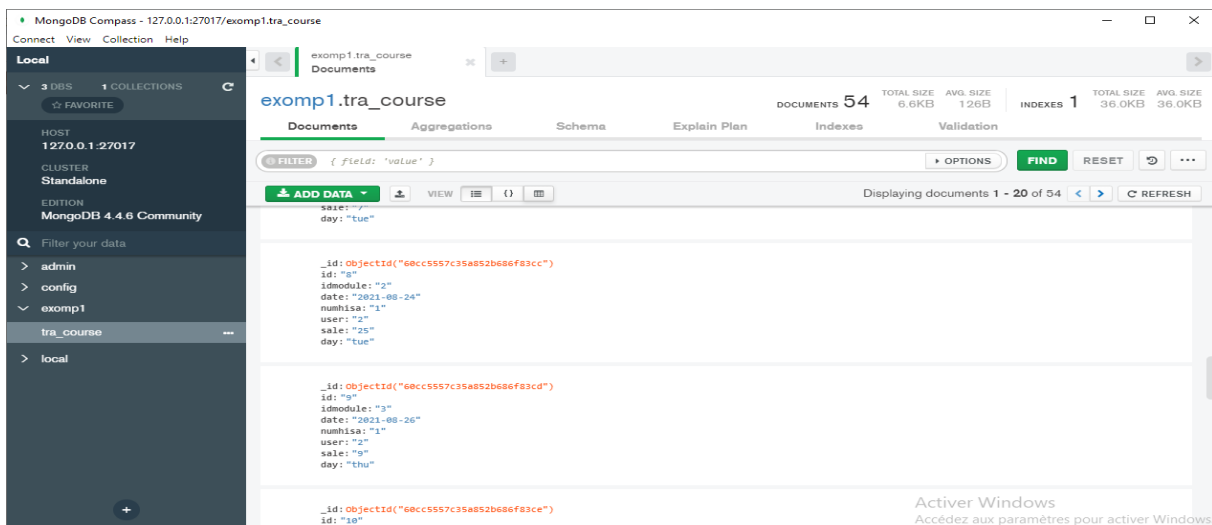 MongoDB Compass - 127.0.0.1:27017/exomp1.tra_course
Connect View Collection Help
Local
3 DBS 1 COLLECTIONS
FAVORITE
HOST
127.0.0.1:27017
CLUSTER
Standalone
EDITION
MongoDB 4.4.6 Community
Filter your data
admin
config
exomp1
tra_course
local
exomp1.tra_course
Documents
exomp1.tra_course
DOCUMENTS 54
TOTAL SIZE 6.6KB
AVG. SIZE 126B
INDEXES 1
TOTAL SIZE 36.0KB
AVG. SIZE 36.0KB
Documents Aggregations Schema Explain Plan Indexes Validation
FILTER { field: 'value' }
OPTIONS FIND RESET
ADD DATA VIEW
Displaying documents 1 - 20 of 54
REFRESH
sale:"7"
day:"tue"
_id:ObjectId("60cc5557c35a852b686f83cc")
id:"8"
idmodule:"2"
date:"2021-08-24"
numhisa:"1"
user:"2"
sale:"25"
day:"tue"
_id:ObjectId("60cc5557c35a852b686f83cd")
id:"9"
idmodule:"3"
date:"2021-08-26"
numhisa:"1"
user:"2"
sale:"9"
day:"thu"
_id:ObjectId("60cc5557c35a852b686f83ce")
id:"10"
Activer Windows
Accédez aux paramètres pour activer Windows